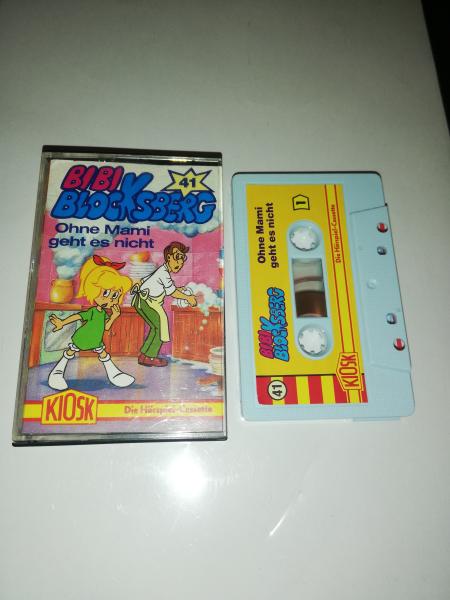 BIBI
BLOCKSBERG
41
Ohne Mami
geht es nicht
KIOSK
Die Hörspiel-Cassette
Ohne Mami
geht es nicht
1
BIBI
BLOCKSBERG
41
Die Hörspiel-Cassette
KIOSK